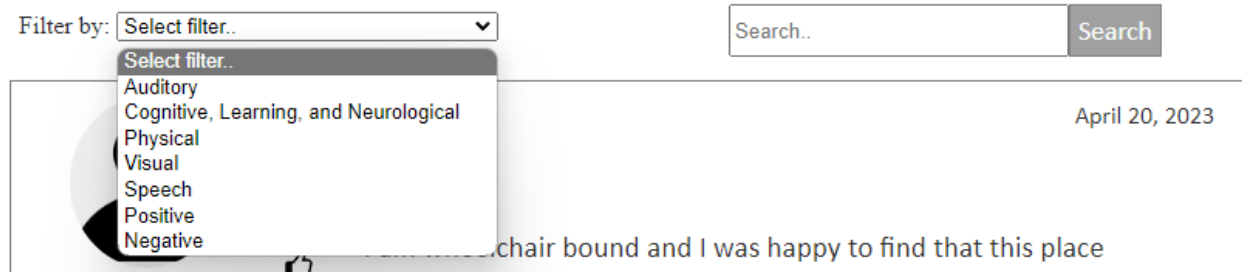 Filter by: Select filter.. Search.. Search
Select filter..
Auditory
Cognitive, Learning, and Neurological
April 20, 2023
Physical
Visual
Speech
Positive
Negative
chair bound and I was happy to find that this place